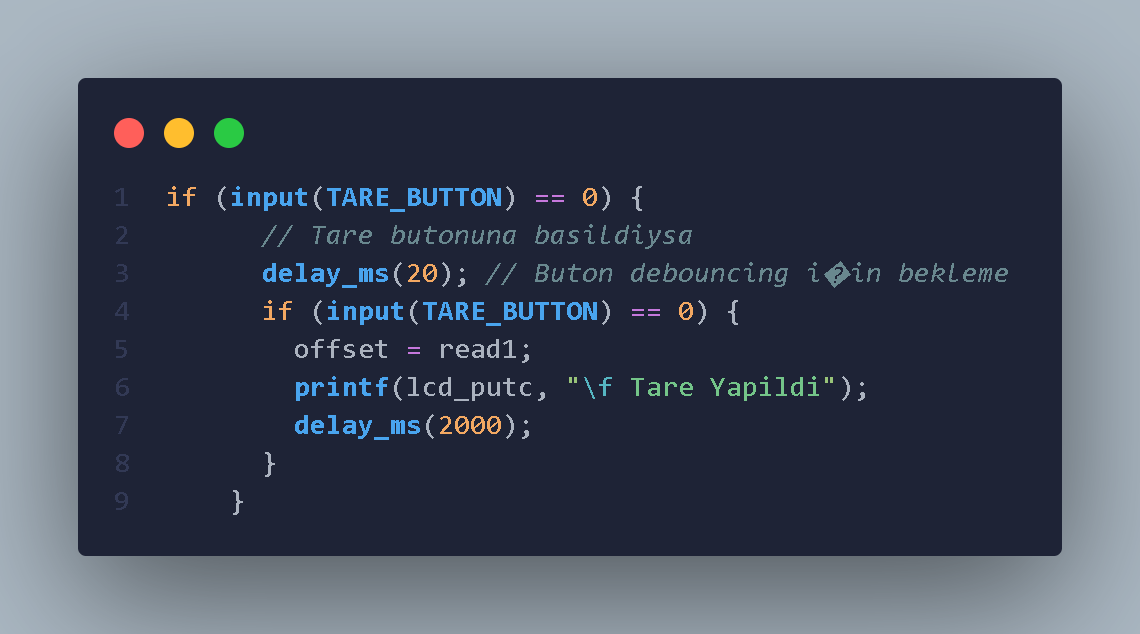 1 if (input(TARE_BUTTON) == 0) {
2 // Tare butonuna basildiysa
3 delay_ms(20); // Buton debouncing i�in bekleme
4 if (input(TARE_BUTTON) == 0) {
5 offset = read1;
6 printf(lcd_putc, "\f Tare Yapildi");
7 delay_ms(2000);
8 }
9 }